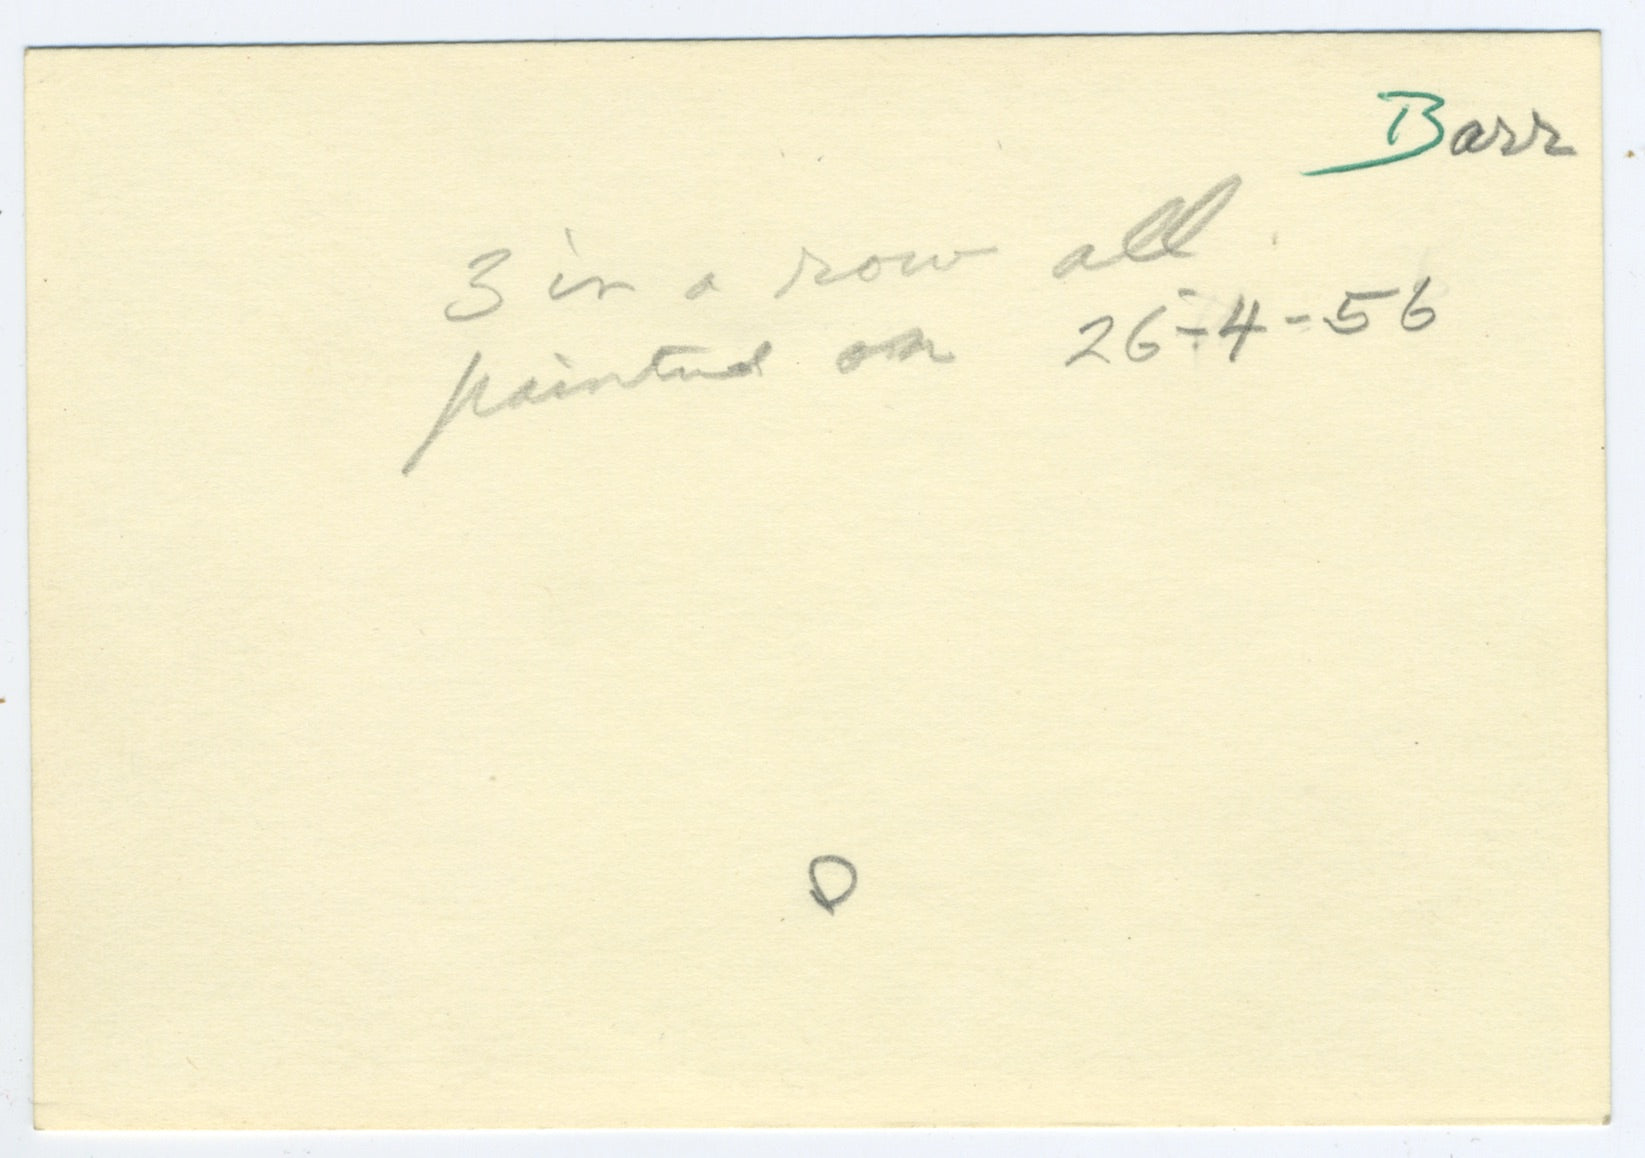 Barr
3 in a row all
painted on 26-4-56
D